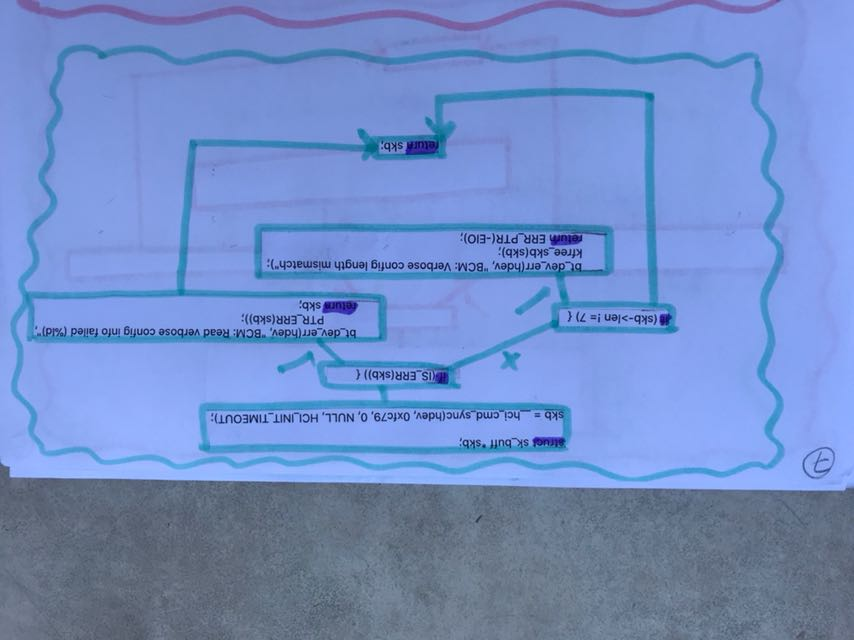 7
struct sk_buff *skb;
skb = __hci_cmd_sync(hdev, 0xfc79, 0, NULL, HCI_INIT_TIMEOUT);
if (IS_ERR(skb)) {
x
bt_dev_err(hdev, "BCM: Read verbose config info failed (%ld)",
PTR_ERR(skb));
return skb;
if (skb->len != 7) {
bt_dev_err(hdev, "BCM: Verbose config length mismatch");
kfree_skb(skb);
return ERR_PTR(-EIO);
return skb;